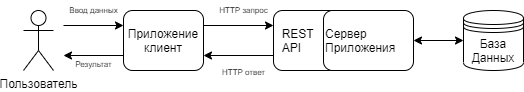 Ввод данных
HTTP запрос
Приложение
клиент
REST
API
Сервер
Приложения
База
Данных
Результат
HTTP ответ
Пользователь